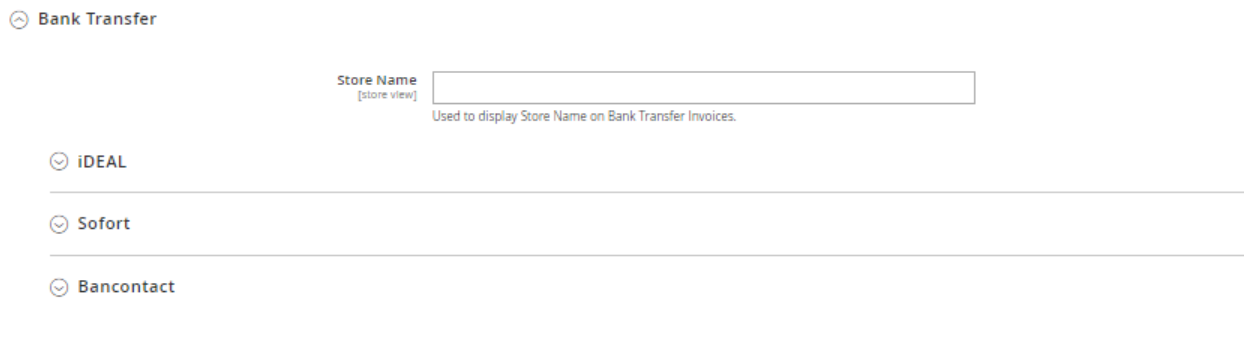 Bank Transfer
Store Name
[store view]
Used to display Store Name on Bank Transfer Invoices.
iDEAL
Sofort
Bancontact